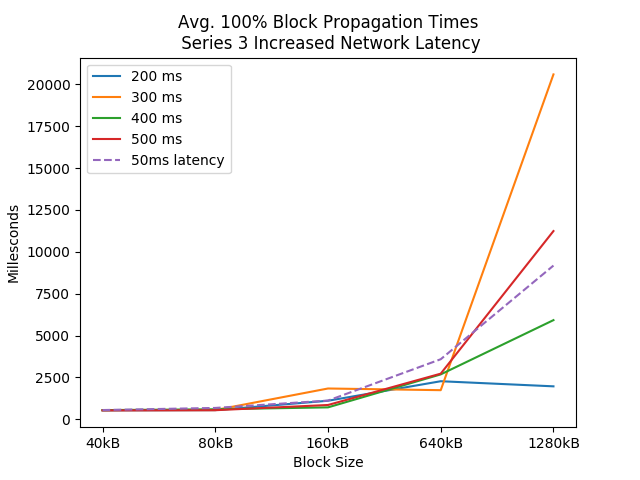 Avg. 100% Block Propagation Times
Series 3 Increased Network Latency
200 ms
300 ms
400 ms
500 ms
50ms latency
20000
17500
15000
12500
10000
7500
5000
2500
0
Millesconds
40kB 80kB 160kB 640kB 1280kB
Block Size